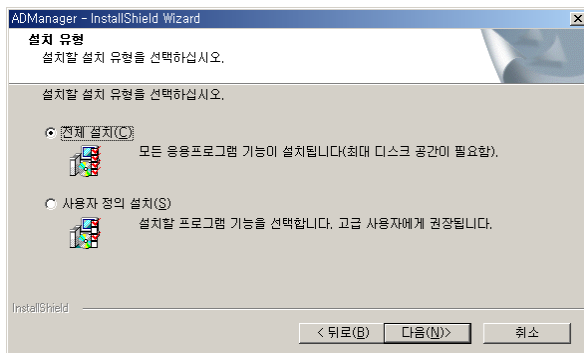 ADManager - InstallShield Wizard
설치 유형
설치할 설치 유형을 선택하십시오.
설치할 설치 유형을 선택하십시오.
전체 설치(C)
모든 응용프로그램 기능이 설치됩니다(최대 디스크 공간이 필요함).
사용자 정의 설치(S)
설치할 프로그램 기능을 선택합니다. 고급 사용자에게 권장됩니다.
InstallShield
< 뒤로(B) 다음(N)> 취소